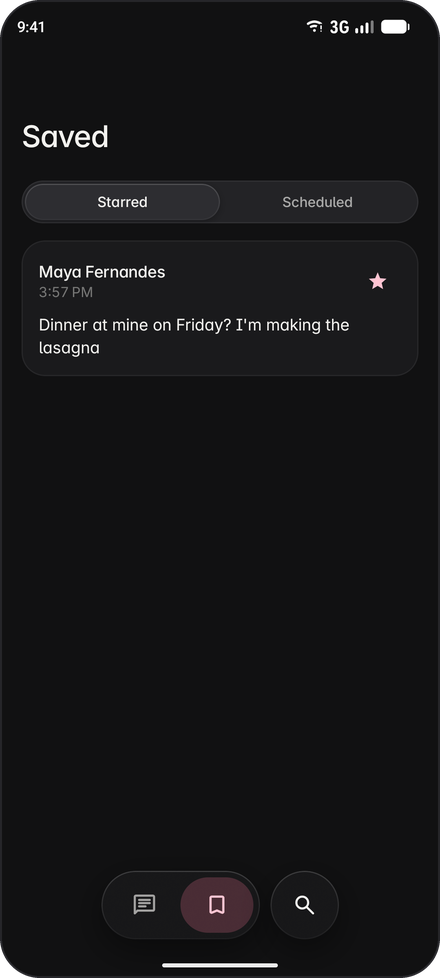 9:41
3G
Saved
Starred
Scheduled
Maya Fernandes
3:57 PM
Dinner at mine on Friday? I'm making the
lasagna